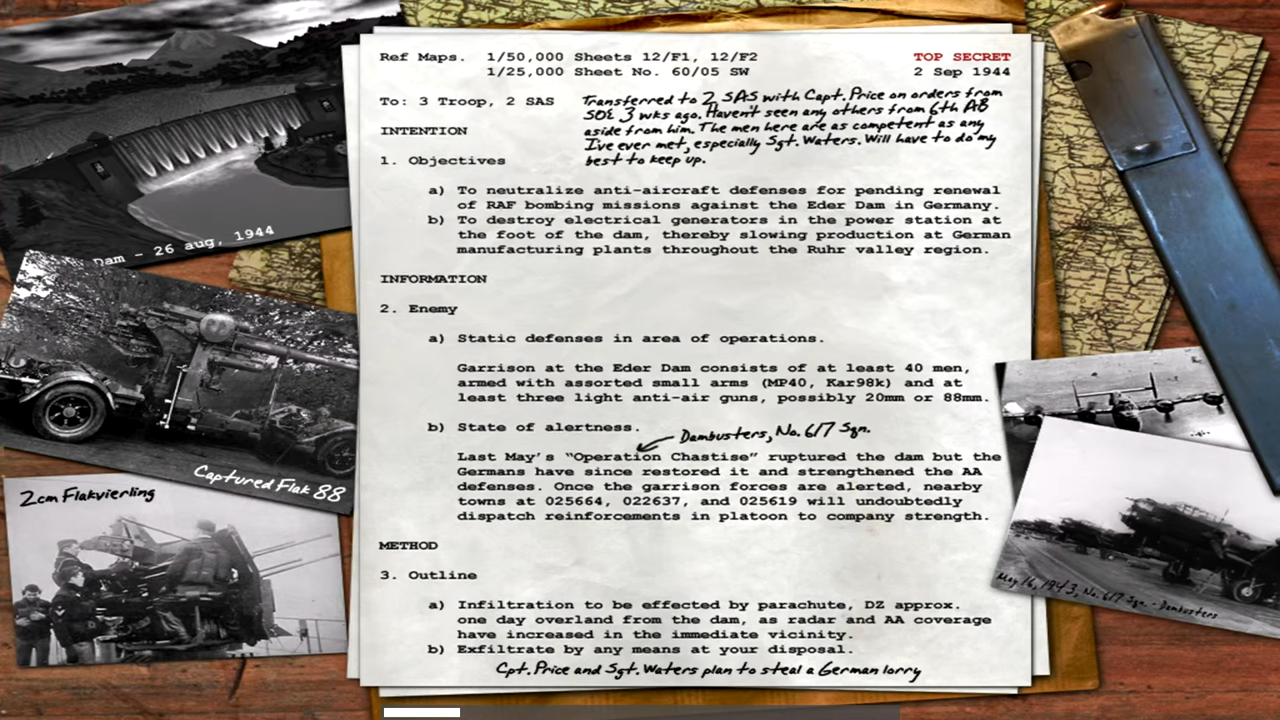 Ref Maps. 1/50,000 Sheets 12/F1, 12/F2
1/25,000 Sheet No. 60/05 SW
TOP SECRET
2 Sep 1944
To: 3 Troop, 2 SAS
Transferred to 2 SAS with Capt. Price on orders from
SOE 3 wks ago. Haven't seen any others from 6th AB
aside from him. The men here are as competent as any
I've ever met, especially Sgt. Waters. Will have to do my
best to keep up.
INTENTION
1. Objectives
a) To neutralize anti-aircraft defenses for pending renewal
of RAF bombing missions against the Eder Dam in Germany.
b) To destroy electrical generators in the power station at
the foot of the dam, thereby slowing production at German
manufacturing plants throughout the Ruhr valley region.
INFORMATION
2. Enemy
a) Static defenses in area of operations.
Garrison at the Eder Dam consists of at least 40 men,
armed with assorted small arms (MP40, Kar98k) and at
least three light anti-air guns, possibly 20mm or 88mm.
b) State of alertness.
Dambusters, No. 617 Sqn.
Last May's "Operation Chastise" ruptured the dam but the
Germans have since restored it and strengthened the AA
defenses. Once the garrison forces are alerted, nearby
towns at 025664, 022637, and 025619 will undoubtedly
dispatch reinforcements in platoon to company strength.
METHOD
3. Outline
a) Infiltration to be effected by parachute, DZ approx.
one day overland from the dam, as radar and AA coverage
have increased in the immediate vicinity.
b) Exfiltrate by any means at your disposal.
Cpt. Price and Sgt. Waters plan to steal a German lorry
Dam - 26 aug, 1944
Captured Flak 88
2cm Flakvierling
May 16, 1943, No. 617 Sqn. - Dambusters